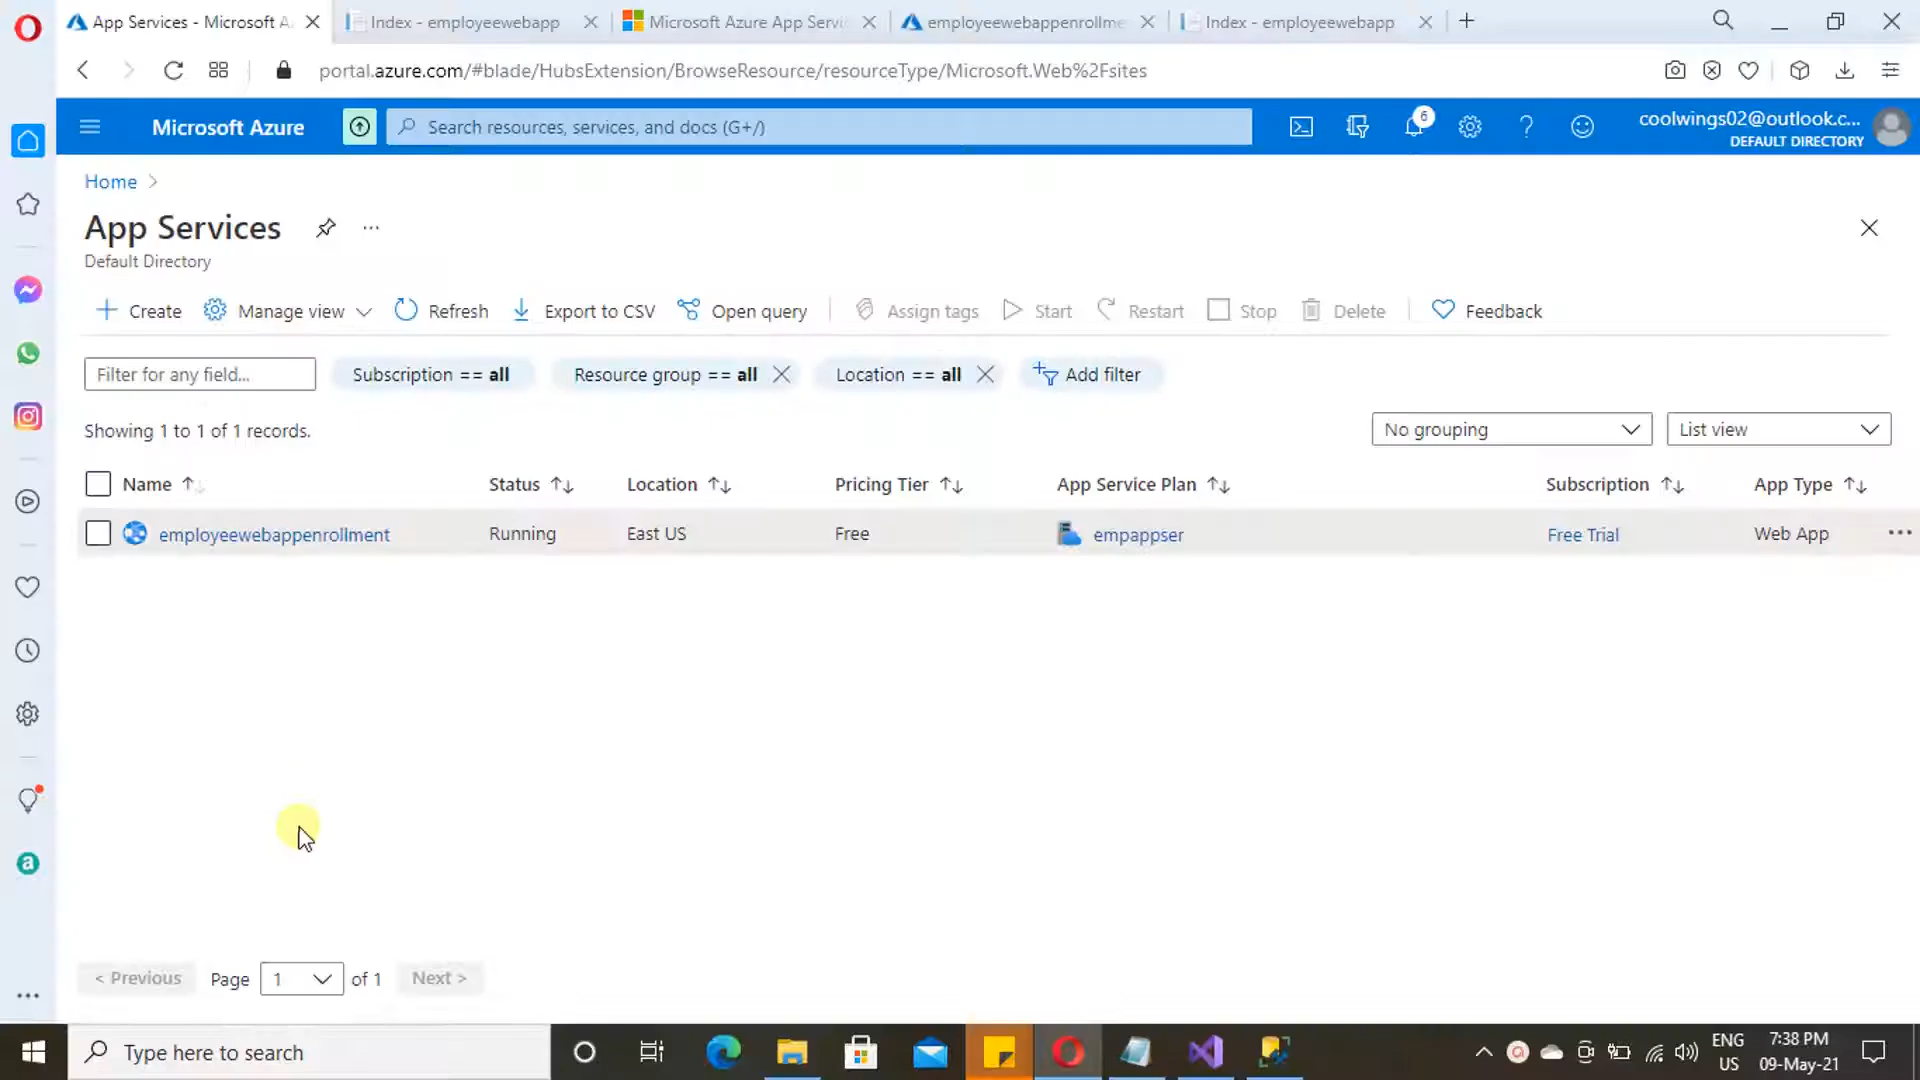 App Services - Microsoft A
Index - employeewebapp
Microsoft Azure App Servi
employeewebappenrollme
Index - employeewebapp
portal.azure.com/#blade/HubsExtension/BrowseResource/resourceType/Microsoft.Web%2Fsites
Microsoft Azure
Search resources, services, and docs (G+/)
6
coolwings02@outlook.c...
DEFAULT DIRECTORY
Home
App Services
Default Directory
Create
Manage view
Refresh
Export to CSV
Open query
Assign tags
Start
Restart
Stop
Delete
Feedback
Filter for any field...
Subscription == all
Resource group == all
Location == all
Add filter
Showing 1 to 1 of 1 records.
No grouping
List view
Name
Status
Location
Pricing Tier
App Service Plan
Subscription
App Type
employeewebappenrollment
Running
East US
Free
empappser
Free Trial
Web App
< Previous
Page
1
of 1
Next >
Type here to search
ENG
US
7:38 PM
09-May-21